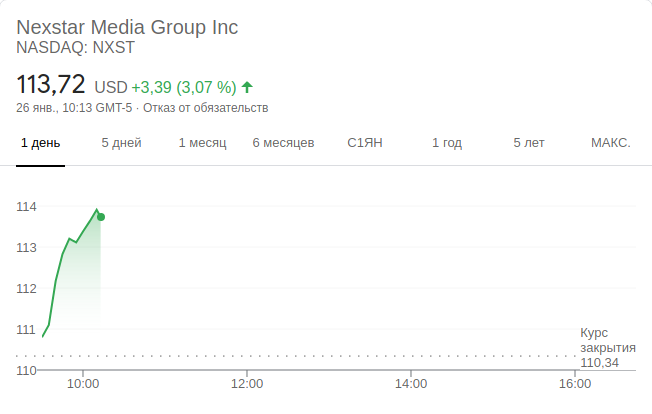 Nexstar Media Group Inc
NASDAQ: NXST
113,72 USD +3,39 (3,07 %)
26 янв., 10:13 GMT-5 · Отказ от обязательств
1 день 5 дней 1 месяц 6 месяцев С1ЯН 1 год 5 лет МАКС.
114
113
112
111
Курс
закрытия
110,34
110
10:00 12:00 14:00 16:00